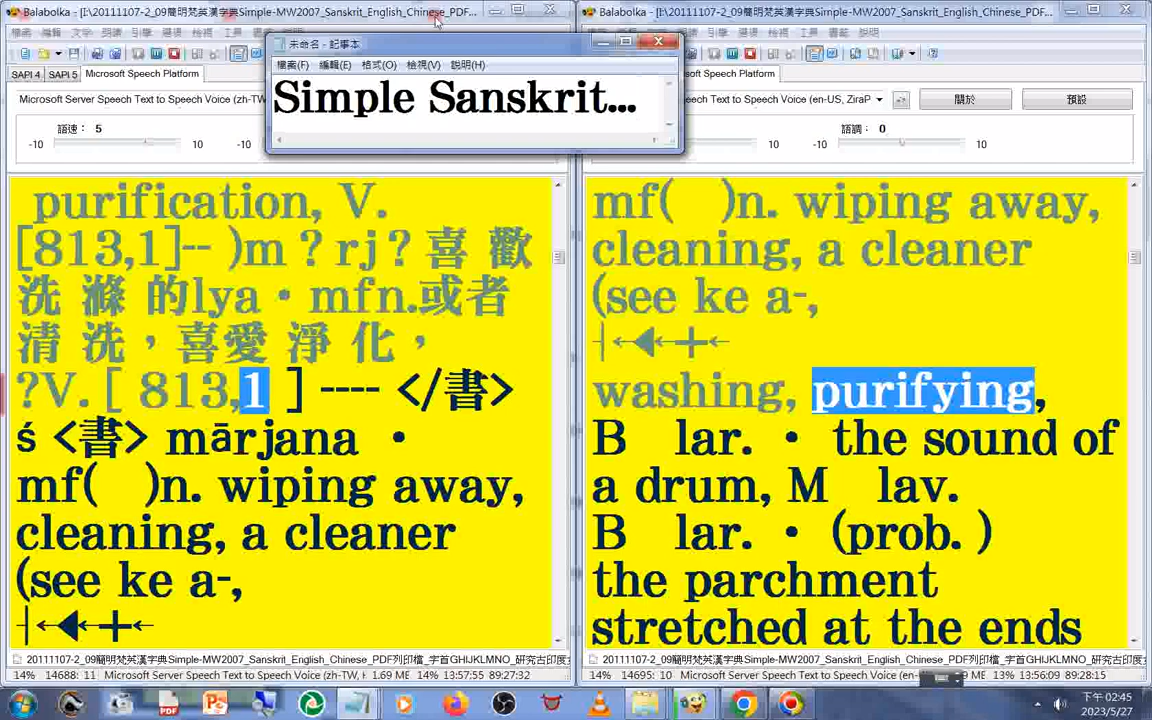 Balabolka - [I:\20111107-2_09簡明梵英漢字典Simple-MW2007_Sanskrit_English_Chinese_PDF...
Balabolka - [I:\20111107-2_09簡明梵英漢字典Simple-MW2007_Sanskrit_English_Chinese_PDF...
未命名 - 記事本
檔案(F) 編輯(E) 格式(O) 檢視(V) 說明(H)
Simple Sanskrit...
SAPI 4 SAPI 5 Microsoft Speech Platform
Speech Platform
Microsoft Server Speech Text to Speech Voice (zh-TW,
ech Text to Speech Voice (en-US, ZiraP
關於
預設
語速： 5
語調： 0
-10 10 -10
10 -10 10
purification, V.
[813,1]-- )m ? rj ? 喜 歡
洗 滌 的lya • mfn.或者
清 洗，喜愛 淨 化，
?V. [ 813,1 ] ---- </書>
ś <書> mārjana •
mf( )n. wiping away,
cleaning, a cleaner
(see ke a-,
mf( )n. wiping away,
cleaning, a cleaner
(see ke a-,
washing, purifying,
B lar. • the sound of
a drum, M lav.
B lar. • (prob. )
the parchment
stretched at the ends
20111107-2_09簡明梵英漢字典Simple-MW2007_Sanskrit_English_Chinese_PDF列印檔_字首GHIJKLMNO_研究古印度
20111107-2_09簡明梵英漢字典Simple-MW2007_Sanskrit_English_Chinese_PDF列印檔_字首GHIJKLMNO_研究古印度
14% 14688: 11 Microsoft Server Speech Text to Speech Voice (zh-TW, 1.69 MB 14% 13:57:55 89:27:32
14% 14695: 10 Microsoft Server Speech Text to Speech 13% 13:56:09 89:28:15
下午 02:45
2023/5/27